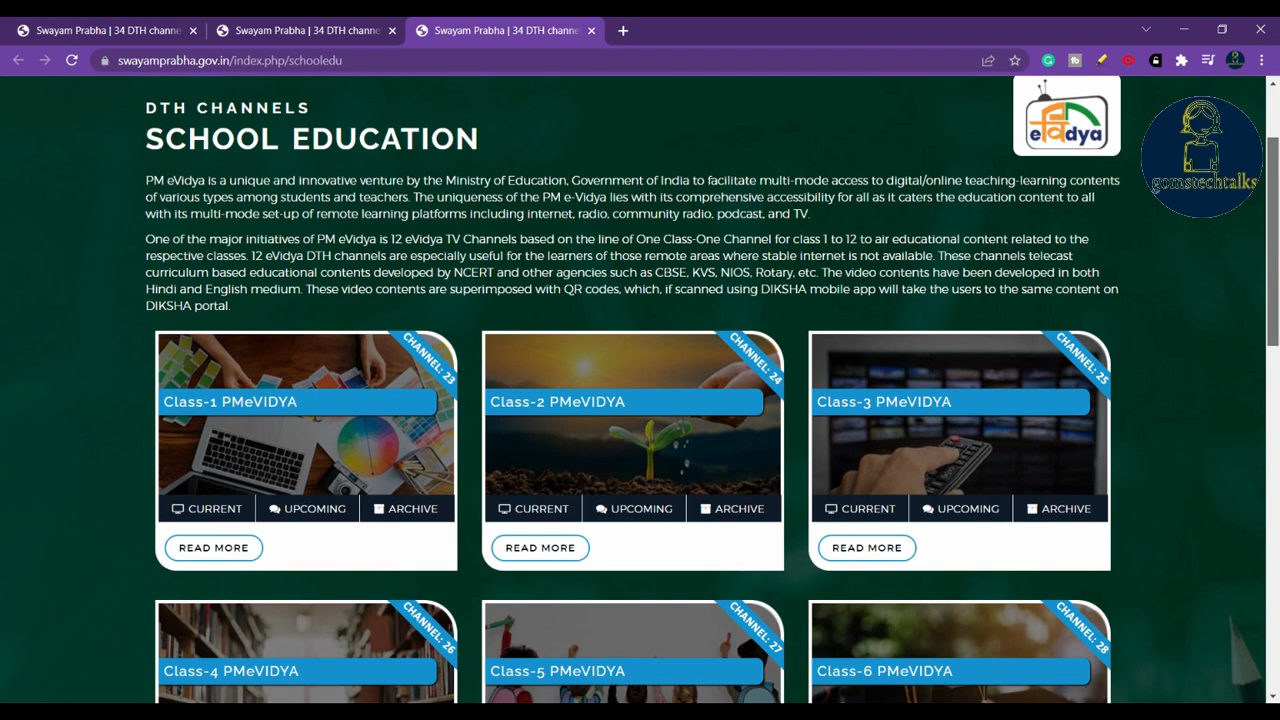 Swayam Prabha | 34 DTH channe
Swayam Prabha | 34 DTH channe
Swayam Prabha | 34 DTH channe
swayamprabha.gov.in/index.php/schooledu
DTH CHANNELS
SCHOOL EDUCATION
eविdya
gomstechtalks
PM eVidya is a unique and innovative venture by the Ministry of Education, Government of India to facilitate multi-mode access to digital/online teaching-learning contents
of various types among students and teachers. The uniqueness of the PM e-Vidya lies with its comprehensive accessibility for all as it caters the education content to all
with its multi-mode set-up of remote learning platforms including internet, radio, community radio, podcast, and TV.
One of the major initiatives of PM eVidya is 12 eVidya TV Channels based on the line of One Class-One Channel for class 1 to 12 to air educational content related to the
respective classes. 12 eVidya DTH channels are especially useful for the learners of those remote areas where stable internet is not available. These channels telecast
curriculum based educational contents developed by NCERT and other agencies such as CBSE, KVS, NIOS, Rotary, etc. The video contents have been developed in both
Hindi and English medium. These video contents are superimposed with QR codes, which, if scanned using DIKSHA mobile app will take the users to the same content on
DIKSHA portal.
CHANNEL: 23
Class-1 PMeVIDYA
CURRENT UPCOMING ARCHIVE
READ MORE
CHANNEL: 24
Class-2 PMeVIDYA
CURRENT UPCOMING ARCHIVE
READ MORE
CHANNEL: 25
Class-3 PMeVIDYA
CURRENT UPCOMING ARCHIVE
READ MORE
CHANNEL: 26
Class-4 PMeVIDYA
CHANNEL: 27
Class-5 PMeVIDYA
CHANNEL: 28
Class-6 PMeVIDYA